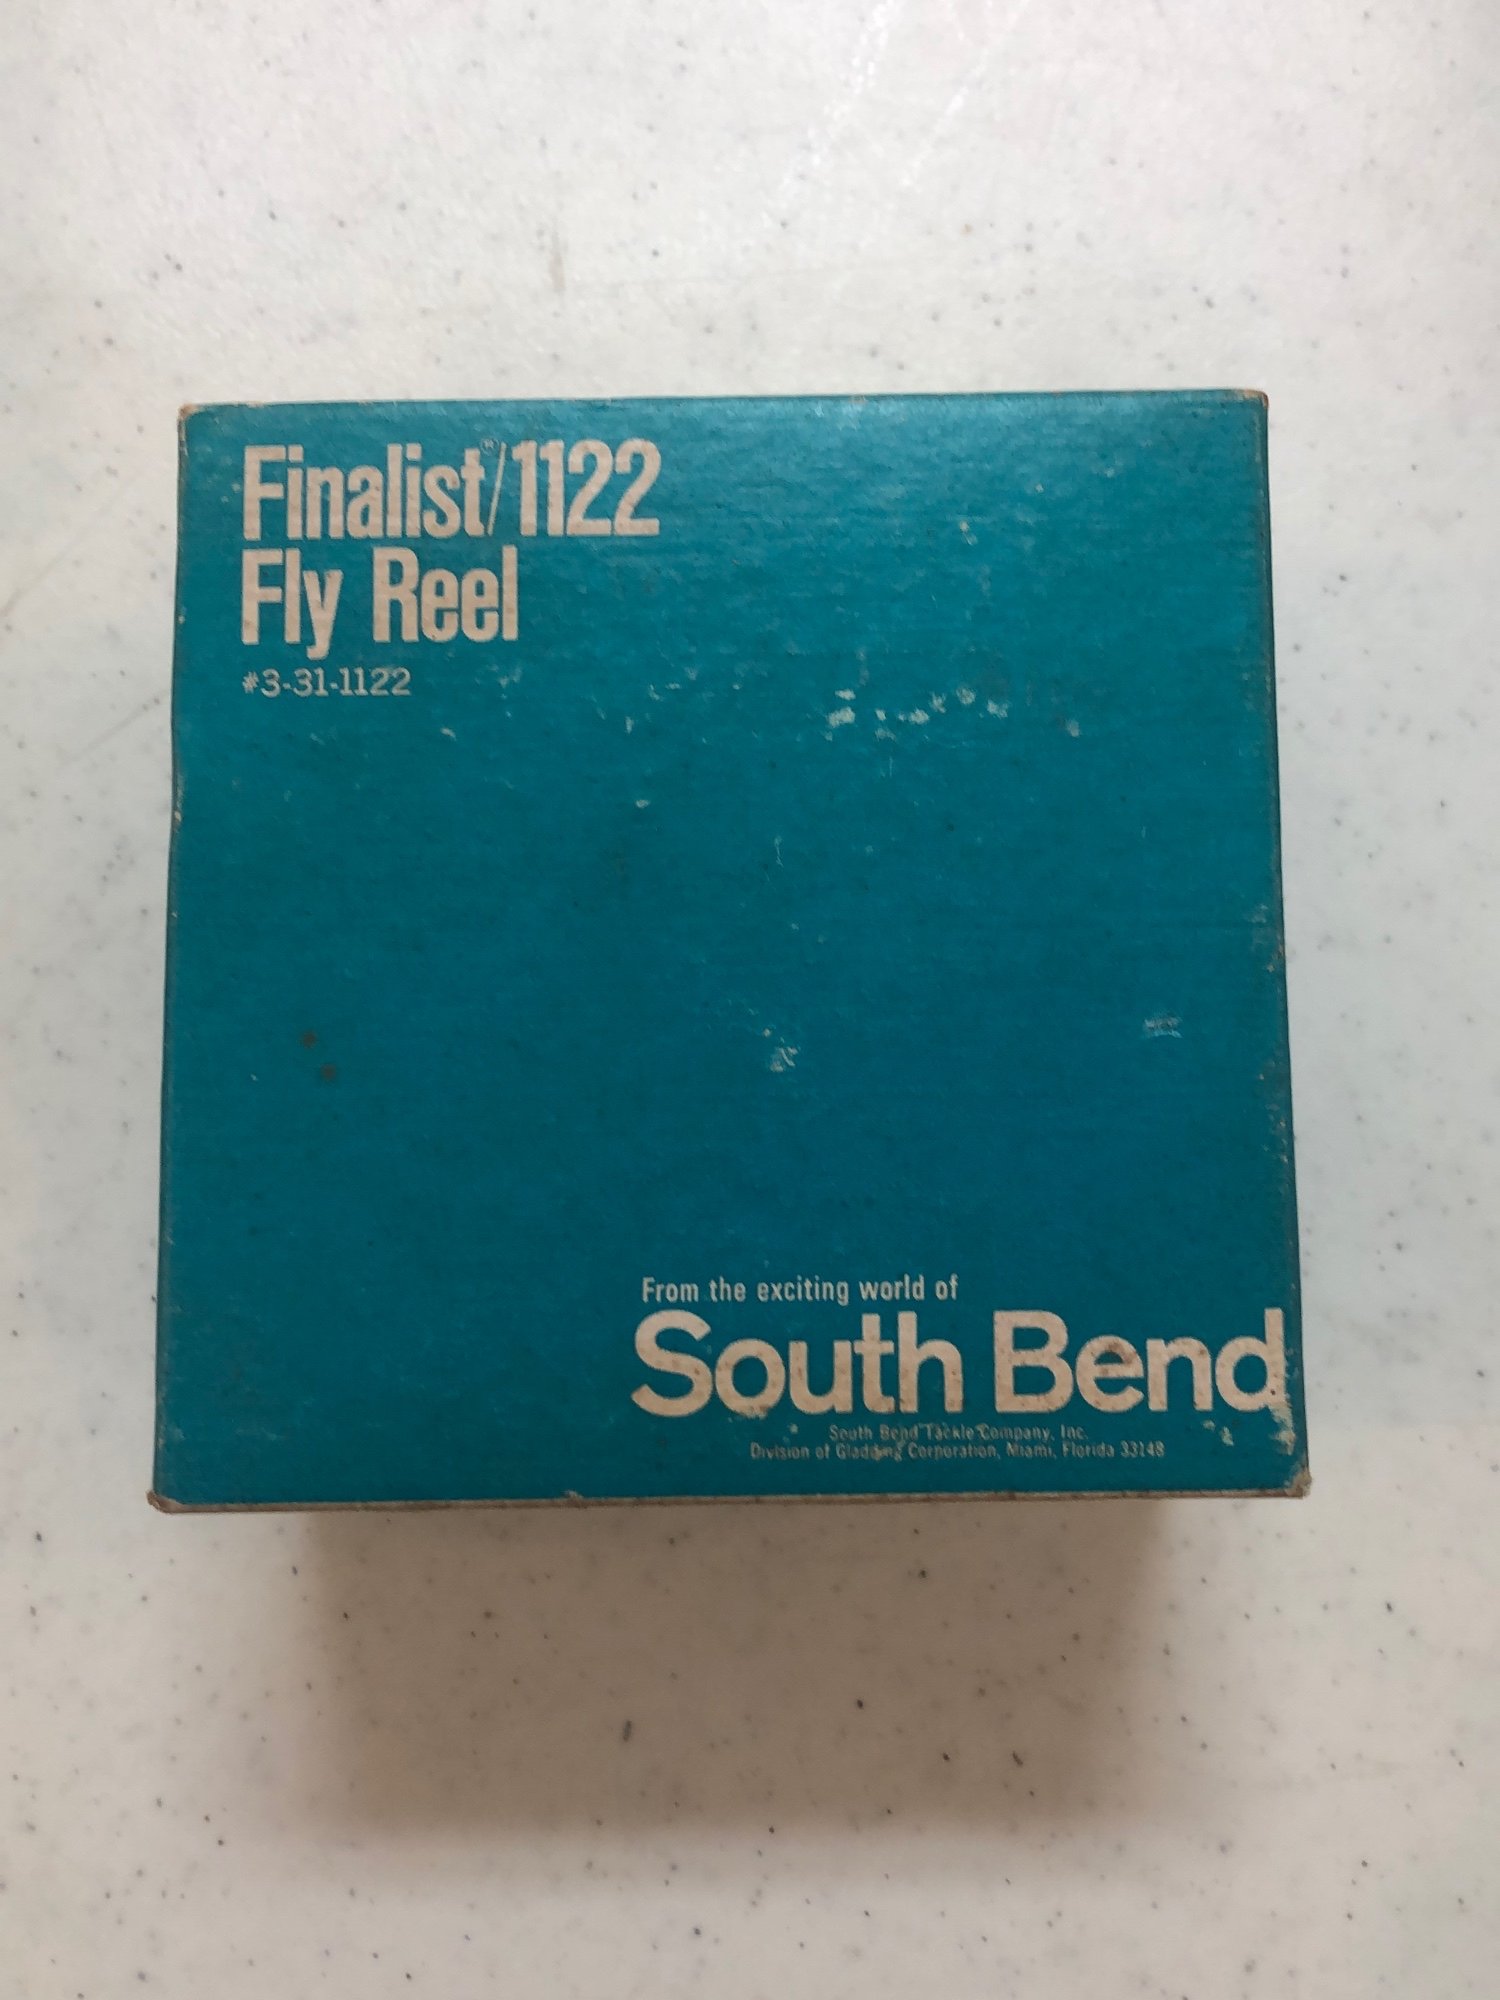 Finalist®/1122
Fly Reel
#3-31-1122
From the exciting world of
South Bend
South Bend Tackle Company, Inc.
Division of Gladding Corporation, Miami, Florida 33148